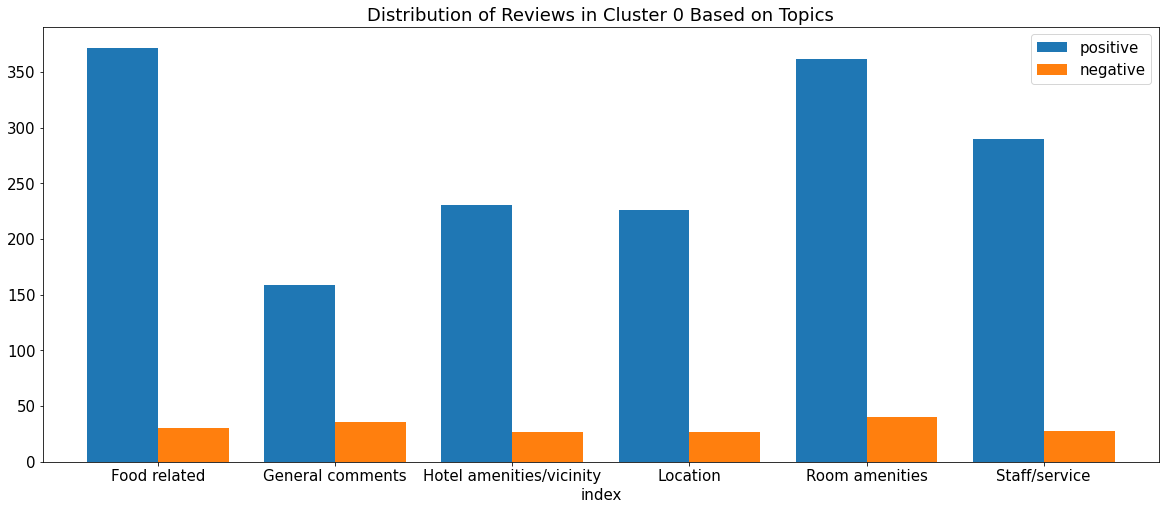 Distribution of Reviews in Cluster 0 Based on Topics
positive
negative
350
300
250
200
150
100
50
0
Food related
General comments
Hotel amenities/vicinity
Location
Room amenities
Staff/service
index